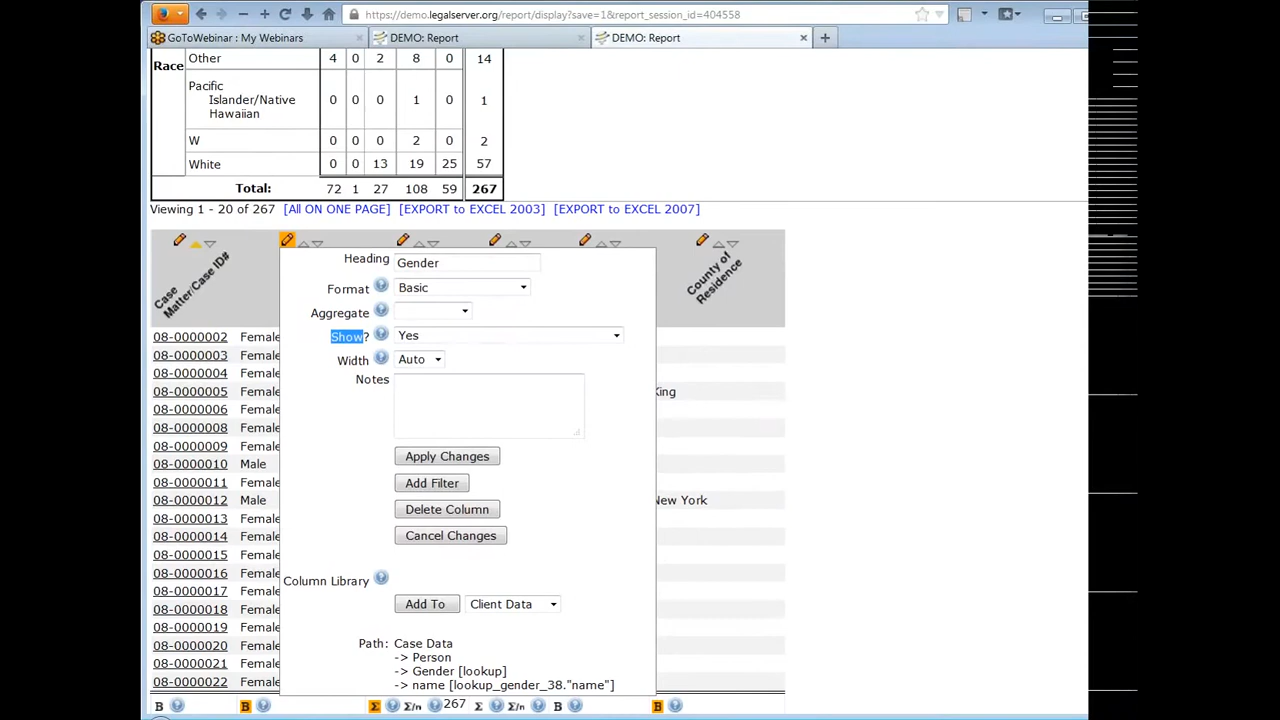 https://demo.legalserver.org/report/display?save=1&report_session_id=404558
GoToWebinar : My Webinars
DEMO: Report
DEMO: Report
Race
Other 4 0 2 8 0 14
Pacific
Islander/Native
Hawaiian
0 0 0 1 0 1
W 0 0 0 2 0 2
White 0 0 13 19 25 57
Total: 72 1 27 108 59 267
Viewing 1 - 20 of 267 [All ON ONE PAGE] [EXPORT to EXCEL 2003] [EXPORT to EXCEL 2007]
Case
Matter/Case ID#
County of
Residence
Heading Gender
Format Basic
Aggregate
Show? Yes
Width Auto
Notes
Apply Changes
Add Filter
Delete Column
Cancel Changes
Column Library
Add To Client Data
Path: Case Data
-> Person
-> Gender [lookup]
-> name [lookup_gender_38."name"]
08-0000002 Female
08-0000003 Female
08-0000004 Female
08-0000005 Female King
08-0000006 Female
08-0000008 Female
08-0000009 Female
08-0000010 Male
08-0000011 Female
08-0000012 Male New York
08-0000013 Female
08-0000014 Female
08-0000015 Female
08-0000016 Female
08-0000017 Female
08-0000018 Female
08-0000019 Female
08-0000020 Female
08-0000021 Female
08-0000022 Female
B B Σ Σ/n 267 Σ Σ/n B B